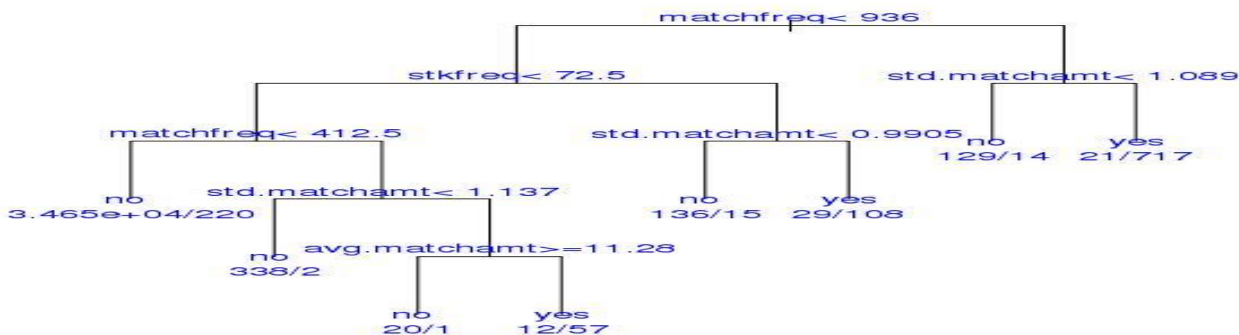 matchfreq< 936
stkfreq< 72.5
std.matchamt< 1.089
matchfreq< 412.5
std.matchamt< 0.9905
no
129/14
yes
21/717
no
3.465e+04/220
std.matchamt< 1.137
no
136/15
yes
29/108
no
338/2
avg.matchamt>=11.28
no
20/1
yes
12/57